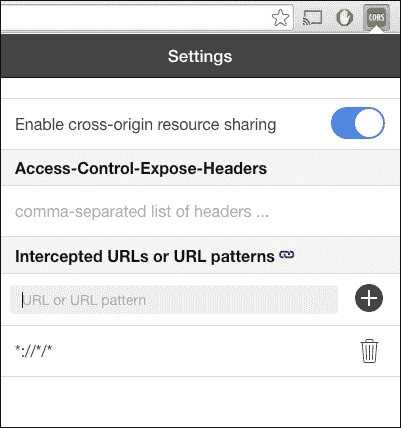 CORS
Settings
Enable cross-origin resource sharing
Access-Control-Expose-Headers
comma-separated list of headers ...
Intercepted URLs or URL patterns
URL or URL pattern
*://*/*